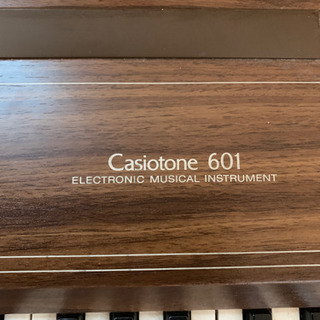 Casiotone 601
ELECTRONIC MUSICAL INSTRUMENT